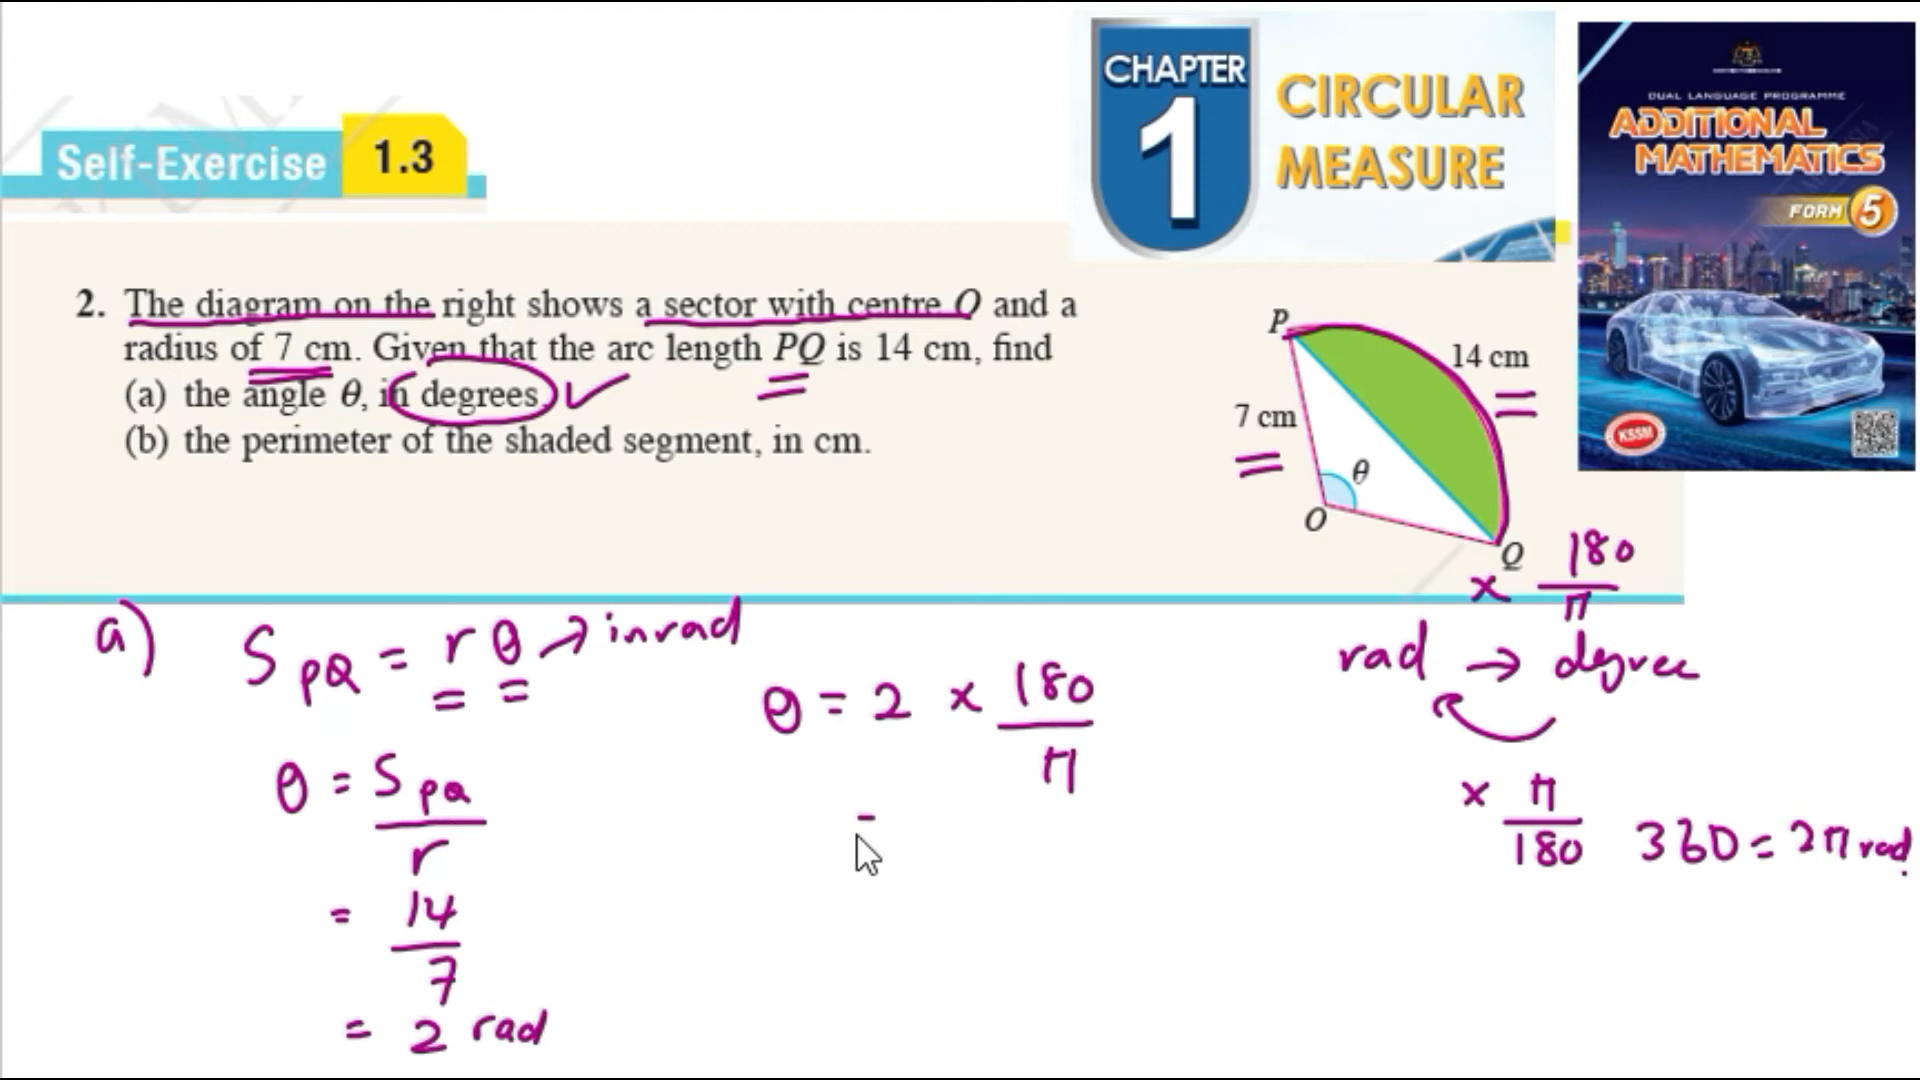 CHAPTER
1
CIRCULAR
MEASURE
DUAL LANGUAGE PROGRAMME
ADDITIONAL
MATHEMATICS
FORM 5
KSSM
Self-Exercise 1.3
2. The diagram on the right shows a sector with centre O and a
radius of 7 cm. Given that the arc length PQ is 14 cm, find
(a) the angle θ, in degrees,
(b) the perimeter of the shaded segment, in cm.
P
14 cm
7 cm
θ
O
Q
a) S PQ = r θ → in rad
θ = S PQ
r
= 14
7
= 2 rad
θ = 2 × 180
π
=
× 180
π
rad → degree
× π
180
360 = 2π rad